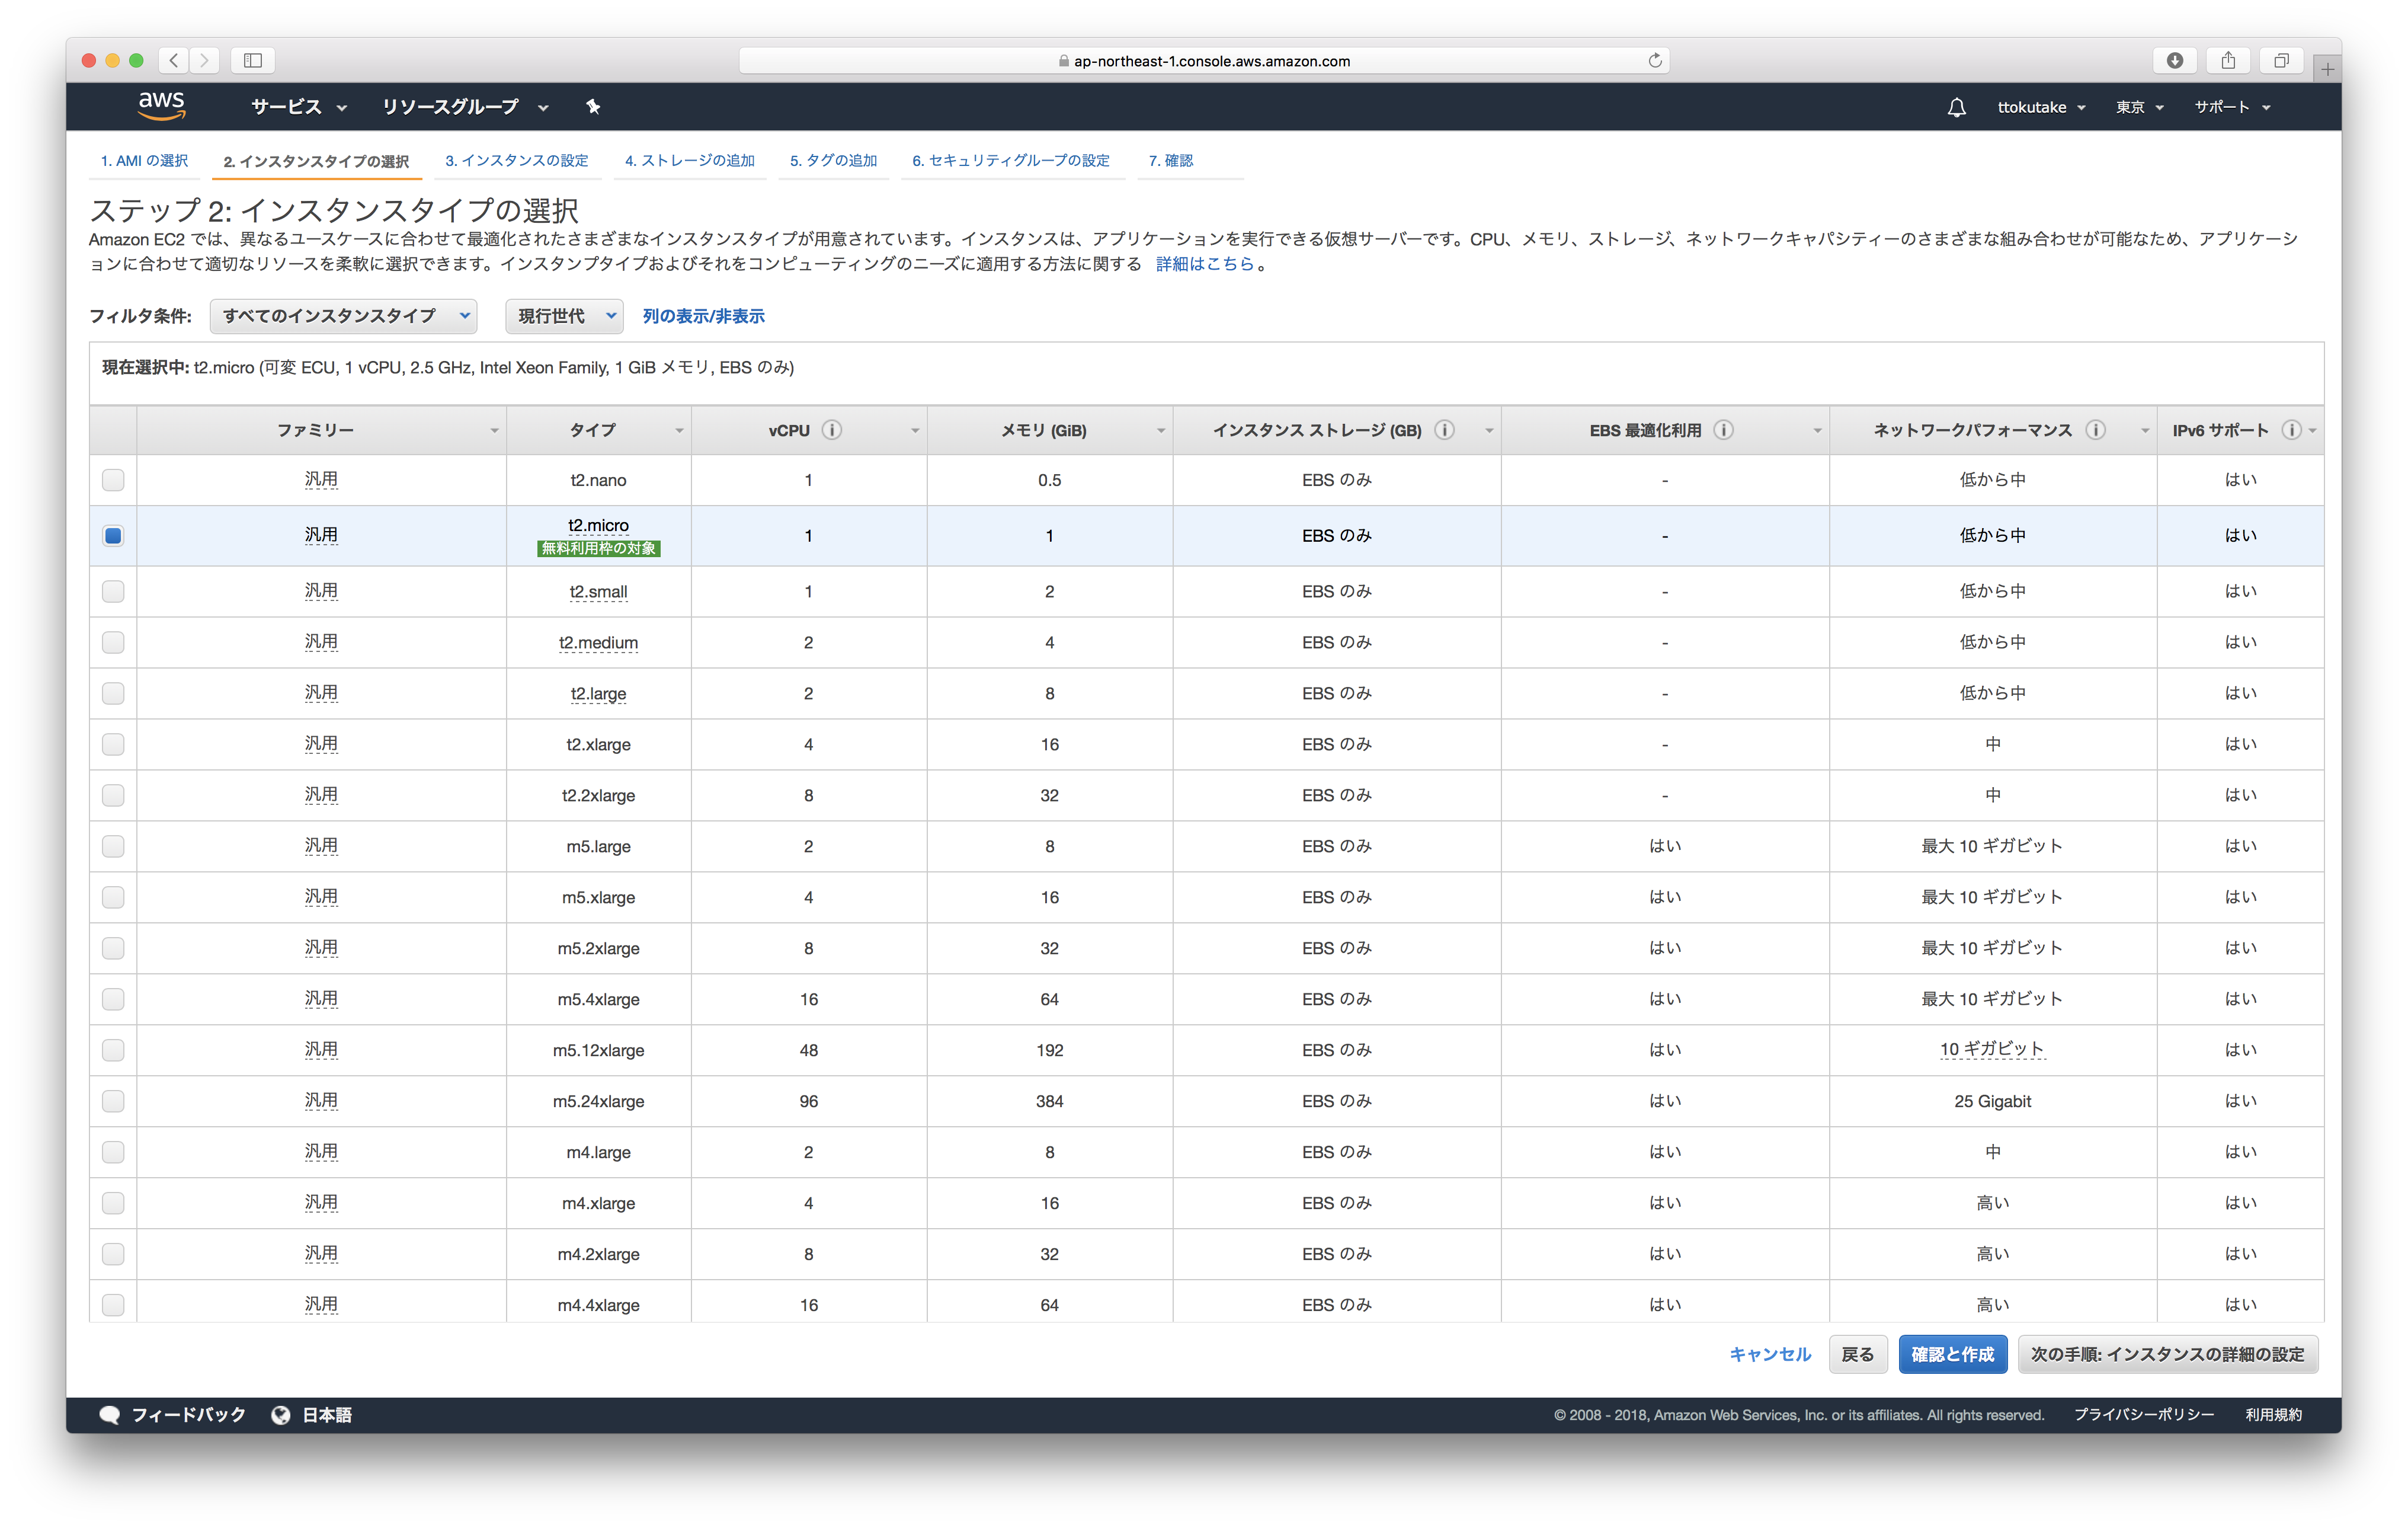 ap-northeast-1.console.aws.amazon.com
aws サービス リソースグループ ttokutake 東京 サポート
1. AMI の選択 2. インスタンスタイプの選択 3. インスタンスの設定 4. ストレージの追加 5. タグの追加 6. セキュリティグループの設定 7. 確認
ステップ 2: インスタンスタイプの選択
Amazon EC2 では、異なるユースケースに合わせて最適化されたさまざまなインスタンスタイプが用意されています。インスタンスは、アプリケーションを実行できる仮想サーバーです。CPU、メモリ、ストレージ、ネットワークキャパシティーのさまざまな組み合わせが可能なため、アプリケーシ
ョンに合わせて適切なリソースを柔軟に選択できます。インスタンプタイプおよびそれをコンピューティングのニーズに適用する方法に関する 詳細はこちら。
フィルタ条件: すべてのインスタンスタイプ 現行世代 列の表示/非表示
現在選択中: t2.micro (可変 ECU, 1 vCPU, 2.5 GHz, Intel Xeon Family, 1 GiB メモリ, EBS のみ)
ファミリー タイプ vCPU メモリ (GiB) インスタンス ストレージ (GB) EBS 最適化利用 ネットワークパフォーマンス IPv6 サポート
汎用 t2.nano 1 0.5 EBS のみ - 低から中 はい
汎用 t2.micro 1 1 EBS のみ - 低から中 はい
無料利用枠の対象
汎用 t2.small 1 2 EBS のみ - 低から中 はい
汎用 t2.medium 2 4 EBS のみ - 低から中 はい
汎用 t2.large 2 8 EBS のみ - 低から中 はい
汎用 t2.xlarge 4 16 EBS のみ - 中 はい
汎用 t2.2xlarge 8 32 EBS のみ - 中 はい
汎用 m5.large 2 8 EBS のみ はい 最大 10 ギガビット はい
汎用 m5.xlarge 4 16 EBS のみ はい 最大 10 ギガビット はい
汎用 m5.2xlarge 8 32 EBS のみ はい 最大 10 ギガビット はい
汎用 m5.4xlarge 16 64 EBS のみ はい 最大 10 ギガビット はい
汎用 m5.12xlarge 48 192 EBS のみ はい 10 ギガビット はい
汎用 m5.24xlarge 96 384 EBS のみ はい 25 Gigabit はい
汎用 m4.large 2 8 EBS のみ はい 中 はい
汎用 m4.xlarge 4 16 EBS のみ はい 高い はい
汎用 m4.2xlarge 8 32 EBS のみ はい 高い はい
汎用 m4.4xlarge 16 64 EBS のみ はい 高い はい
キャンセル 戻る 確認と作成 次の手順: インスタンスの詳細の設定
フィードバック 日本語 © 2008 - 2018, Amazon Web Services, Inc. or its affiliates. All rights reserved. プライバシーポリシー 利用規約